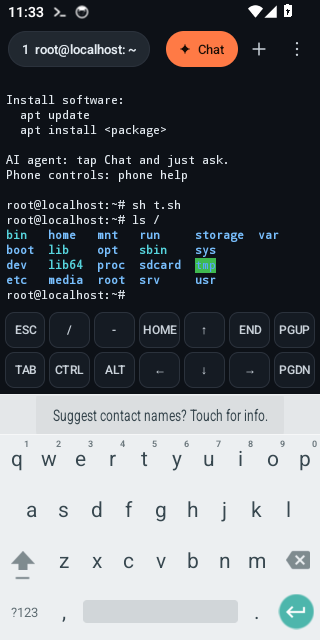 11:33
1 root@localhost: ~
Chat
Install software:
apt update
apt install <package>
AI agent: tap Chat and just ask.
Phone controls: phone help
root@localhost:~# sh t.sh
root@localhost:~# ls /
bin home mnt run storage var
boot lib opt sbin sys
dev lib64 proc sdcard tmp
etc media root srv usr
root@localhost:~#
ESC / - HOME ↑ END PGUP
TAB CTRL ALT ← ↓ → PGDN
Suggest contact names? Touch for info.
1 2 3 4 5 6 7 8 9 0
q w e r t y u i o p
a s d f g h j k l
z x c v b n m
?123 , .